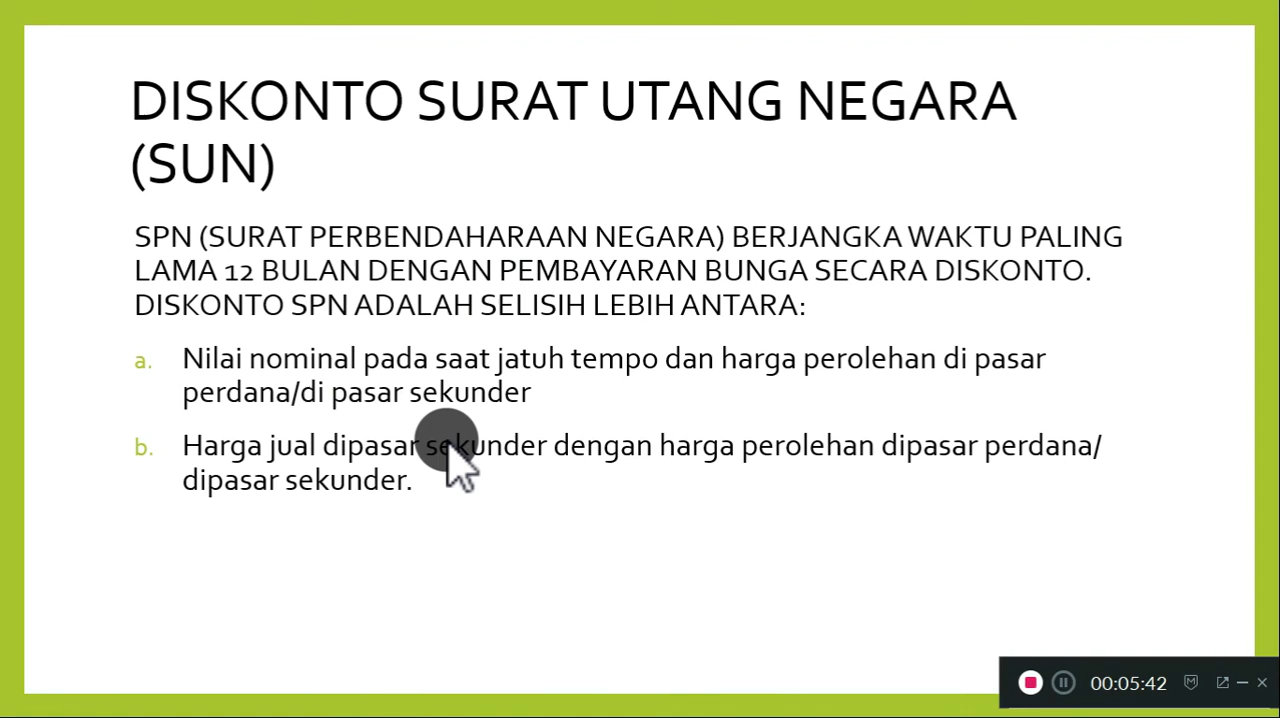 DISKONTO SURAT UTANG NEGARA
(SUN)
SPN (SURAT PERBENDAHARAAN NEGARA) BERJANGKA WAKTU PALING
LAMA 12 BULAN DENGAN PEMBAYARAN BUNGA SECARA DISKONTO.
DISKONTO SPN ADALAH SELISIH LEBIH ANTARA:
a. Nilai nominal pada saat jatuh tempo dan harga perolehan di pasar
perdana/di pasar sekunder
b. Harga jual dipasar sekunder dengan harga perolehan dipasar perdana/
dipasar sekunder.
00:05:42